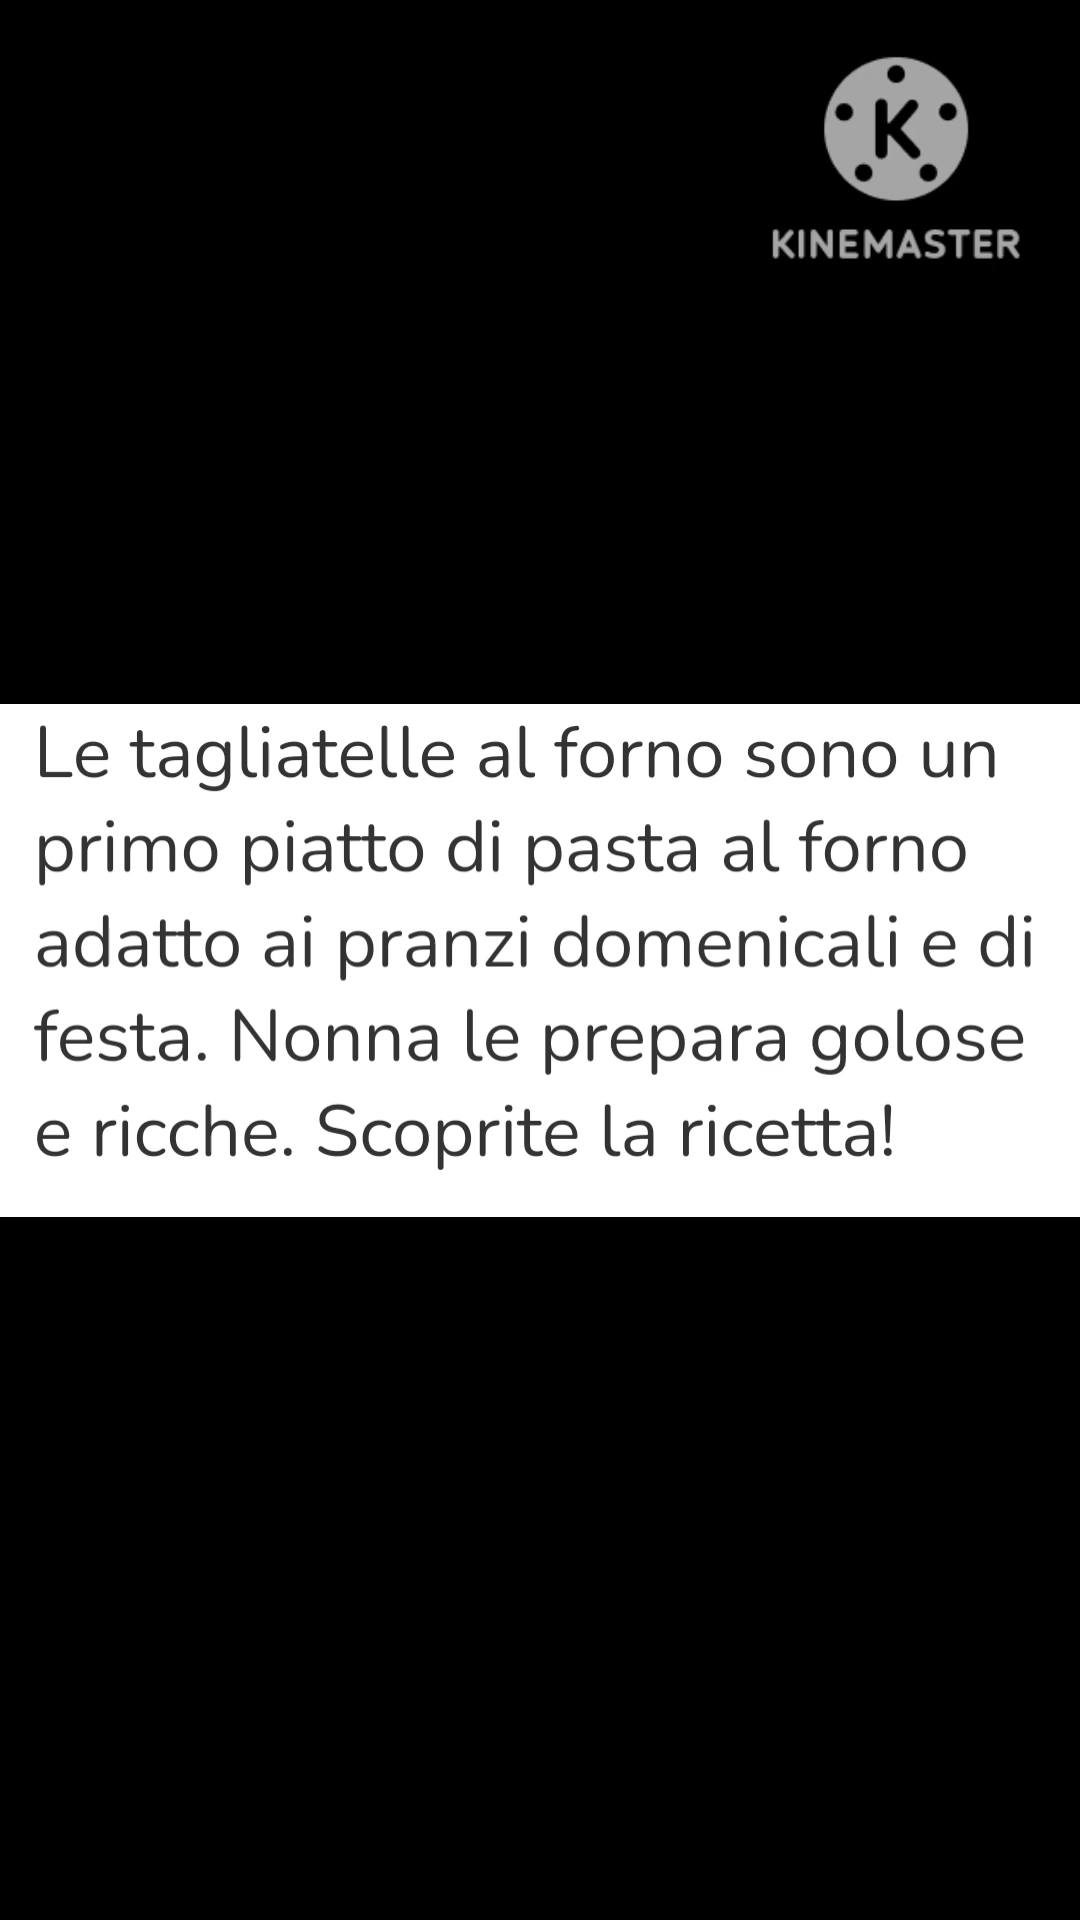 K
KINEMASTER
Le tagliatelle al forno sono un
primo piatto di pasta al forno
adatto ai pranzi domenicali e di
festa. Nonna le prepara golose
e ricche. Scoprite la ricetta!